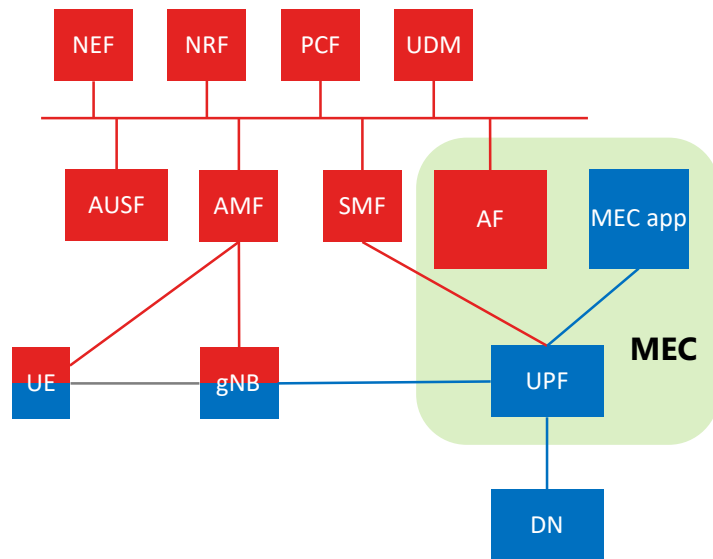 NEF
NRF
PCF
UDM
AUSF
AMF
SMF
AF
MEC app
MEC
UE
gNB
UPF
DN